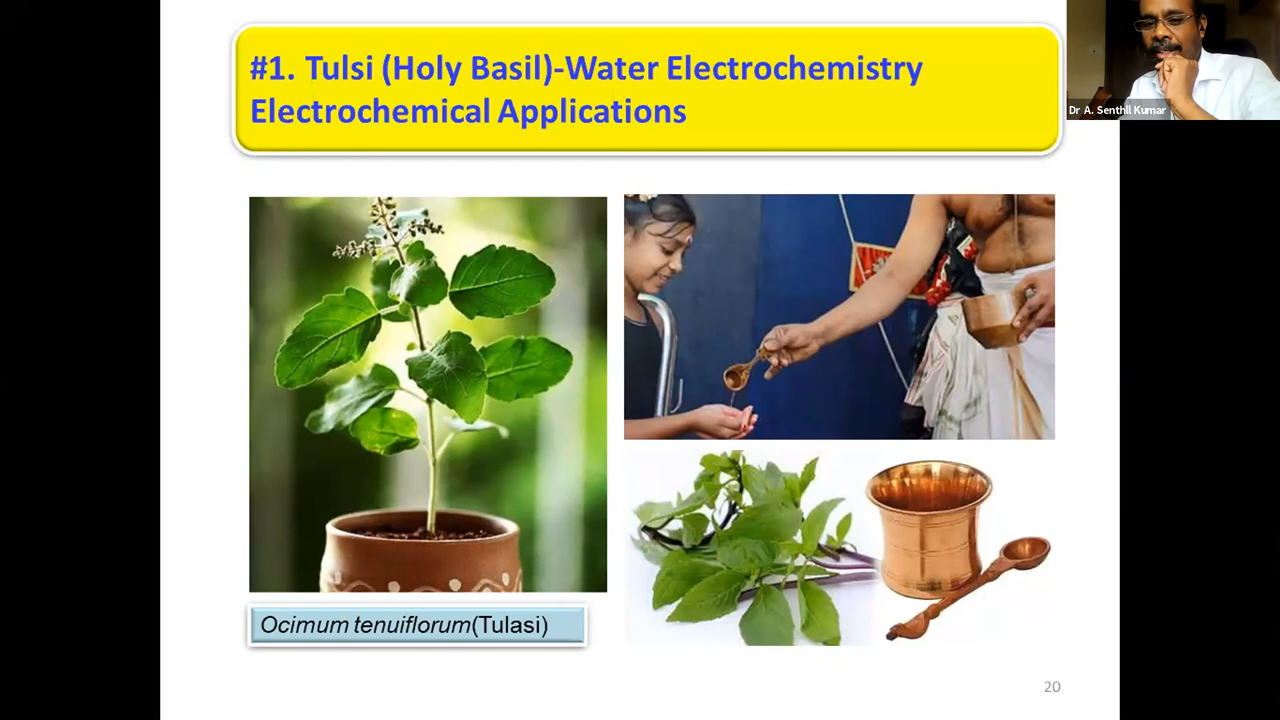 #1. Tulsi (Holy Basil)-Water Electrochemistry
Electrochemical Applications
Dr A. Senthil Kumar
Ocimum tenuiflorum(Tulasi)
20